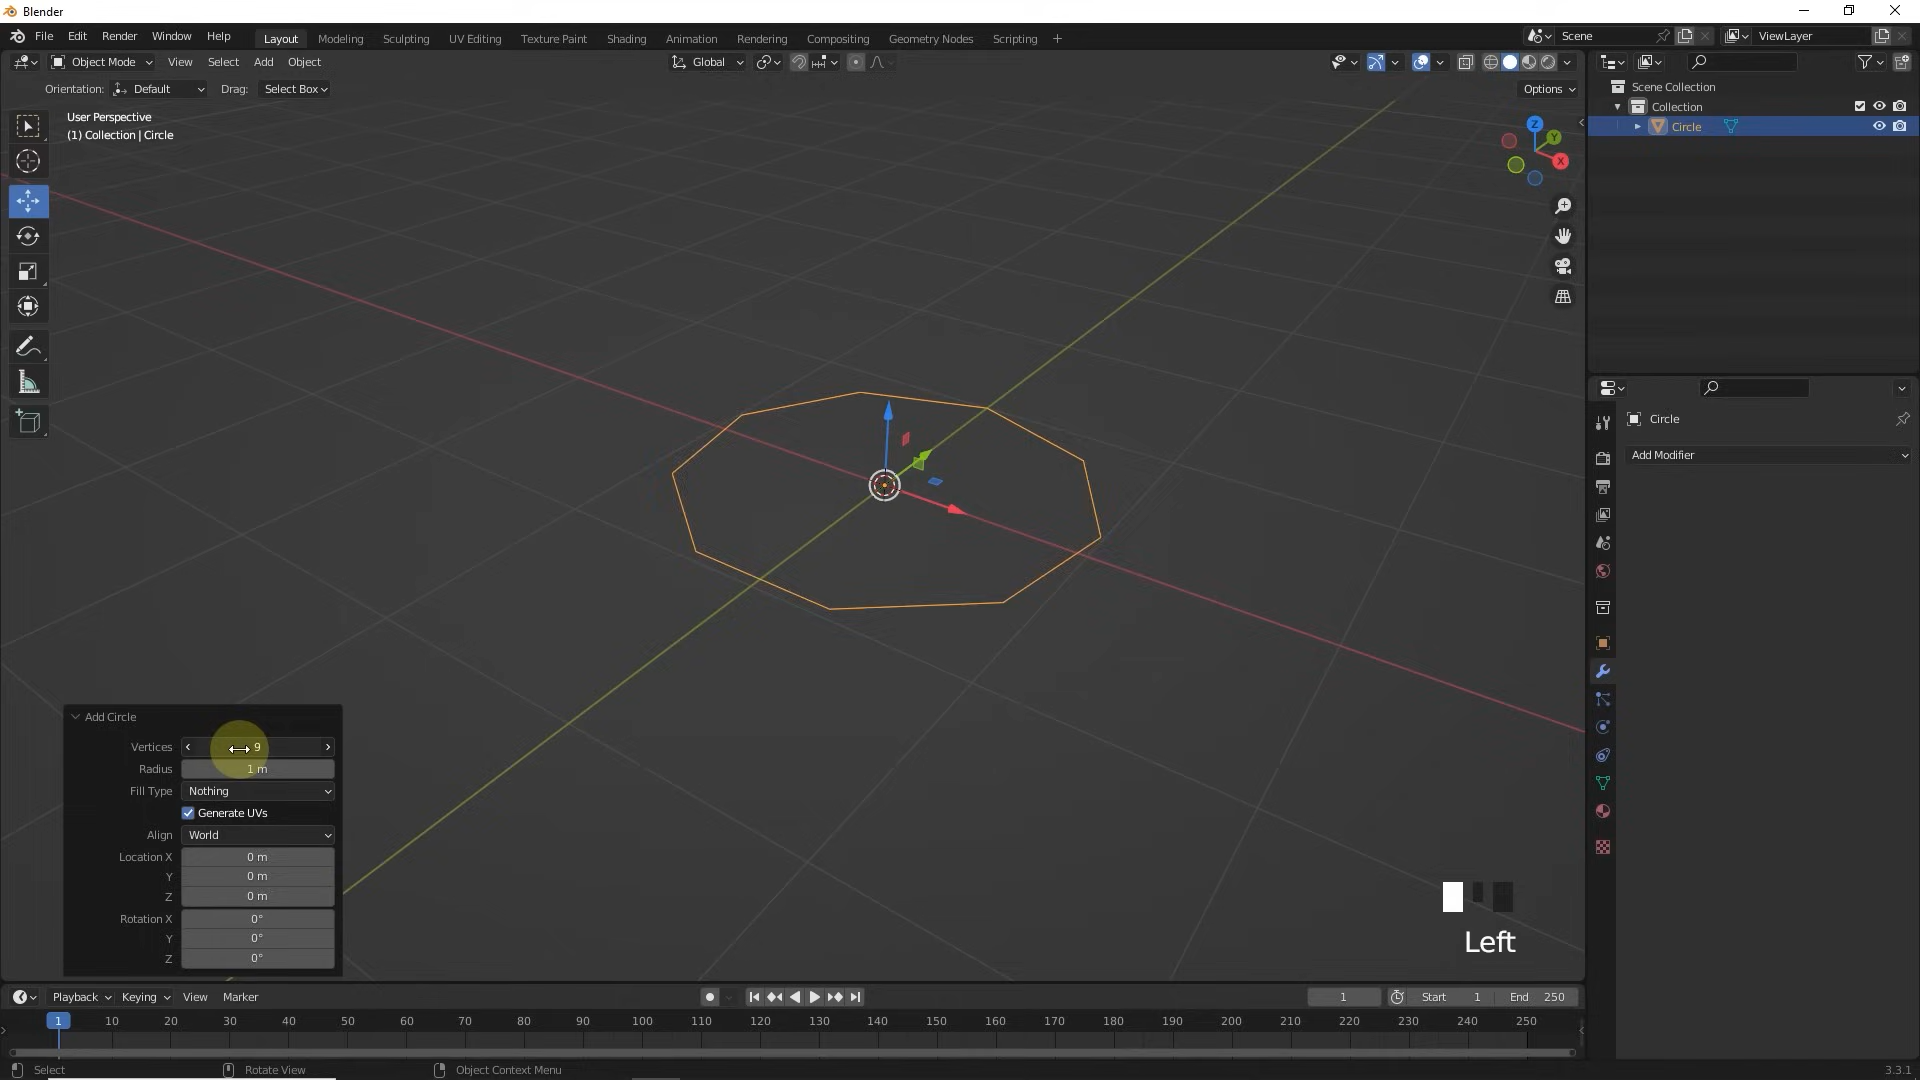 Blender
File Edit Render Window Help Layout Modeling Sculpting UV Editing Texture Paint Shading Animation Rendering Compositing Geometry Nodes Scripting + Scene ViewLayer
Object Mode View Select Add Object Global
Orientation: Default Drag: Select Box Options
User Perspective
(1) Collection | Circle
Z
Y
X
Scene Collection
Collection
Circle
Circle
Add Modifier
Add Circle
Vertices 9
Radius 1 m
Fill Type Nothing
Generate UVs
Align World
Location X 0 m
Y 0 m
Z 0 m
Rotation X 0°
Y 0°
Z 0°
Left
Playback Keying View Marker 1 Start 1 End 250
1 10 20 30 40 50 60 70 80 90 100 110 120 130 140 150 160 170 180 190 200 210 220 230 240 250
Select Rotate View Object Context Menu 3.3.1